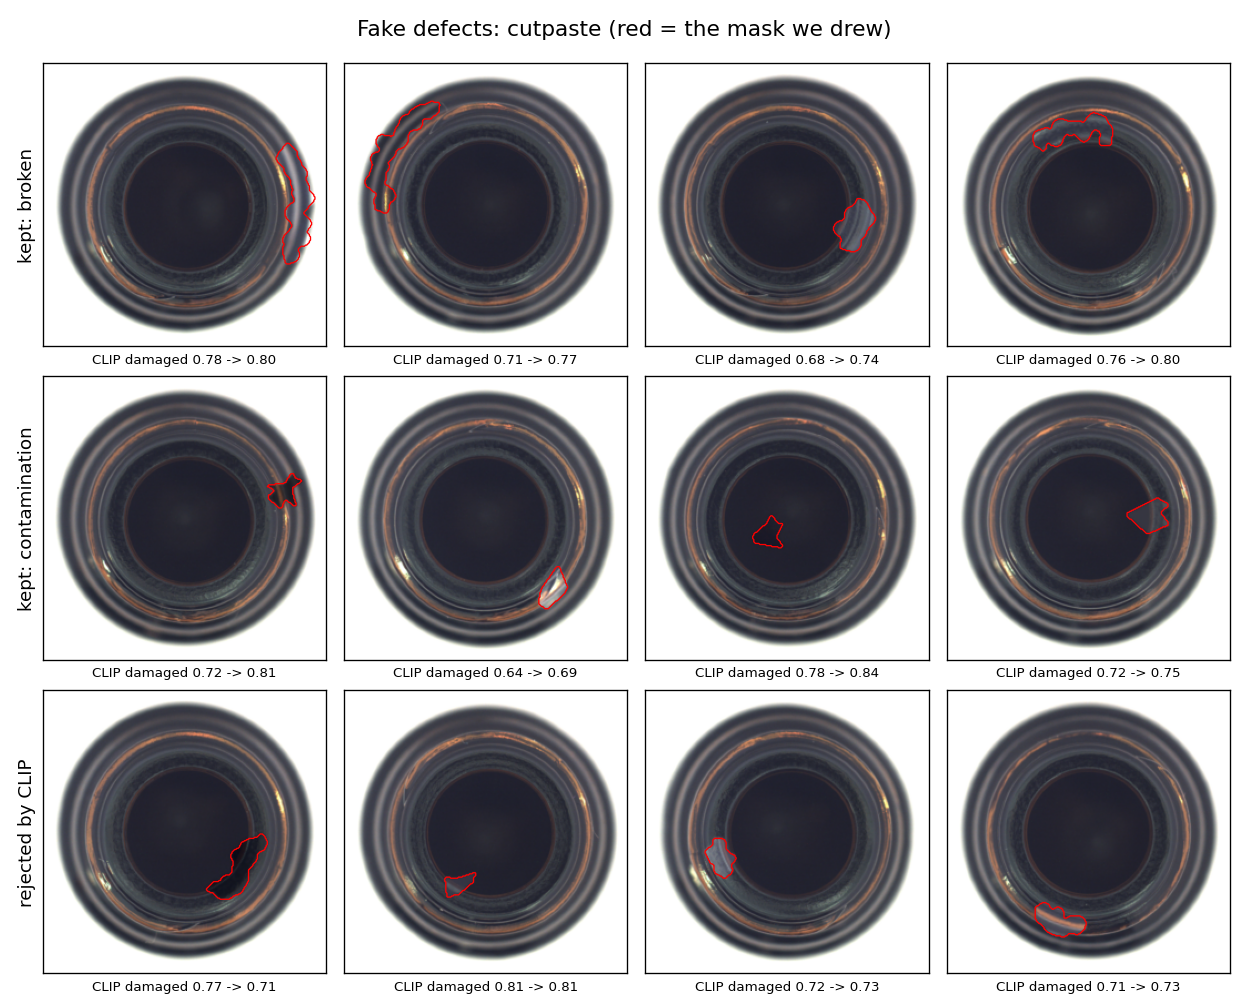 Fake defects: cutpaste (red = the mask we drew)
kept: broken
CLIP damaged 0.78 -> 0.80
CLIP damaged 0.71 -> 0.77
CLIP damaged 0.68 -> 0.74
CLIP damaged 0.76 -> 0.80
kept: contamination
CLIP damaged 0.72 -> 0.81
CLIP damaged 0.64 -> 0.69
CLIP damaged 0.78 -> 0.84
CLIP damaged 0.72 -> 0.75
rejected by CLIP
CLIP damaged 0.77 -> 0.71
CLIP damaged 0.81 -> 0.81
CLIP damaged 0.72 -> 0.73
CLIP damaged 0.71 -> 0.73